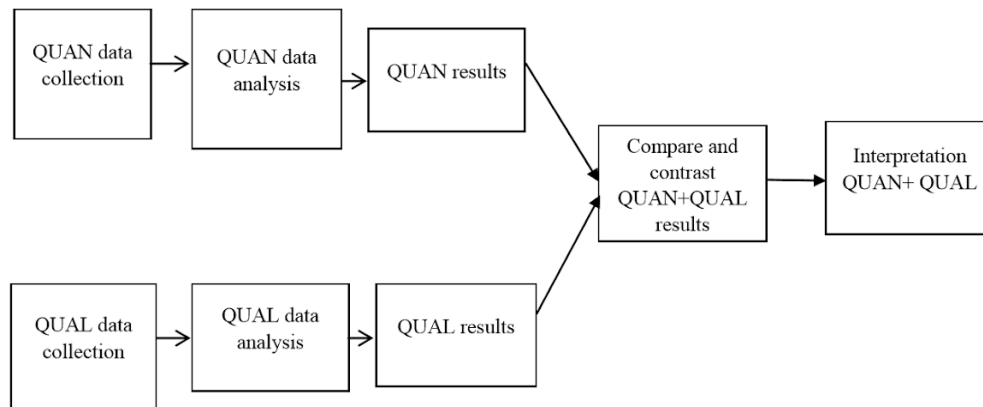 QUAN data
collection
QUAN data
analysis
QUAN results
Compare and
contrast
QUAN+QUAL
results
Interpretation
QUAN+ QUAL
QUAL data
collection
QUAL data
analysis
QUAL results